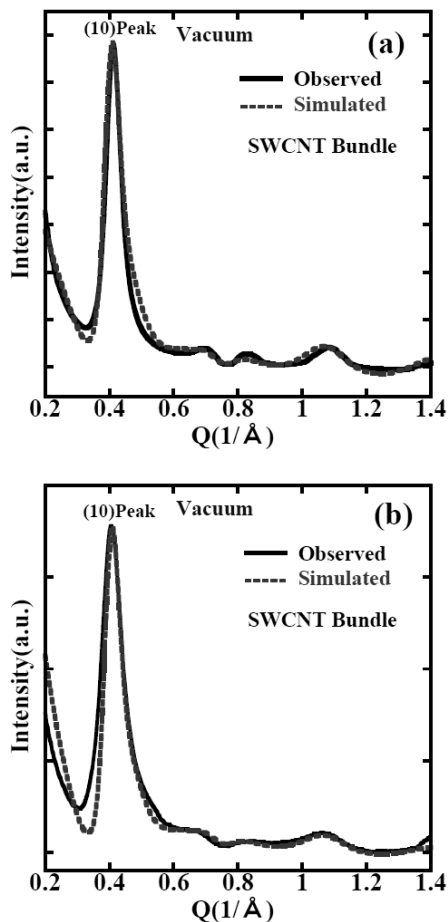 (10)Peak Vacuum (a)
Observed
Simulated
SWCNT Bundle
Intensity(a.u.)
0.2 0.4 0.6 0.8 1 1.2 1.4
Q(1/Å)
(10)Peak Vacuum (b)
Observed
Simulated
SWCNT Bundle
Intensity(a.u.)
0.2 0.4 0.6 0.8 1 1.2 1.4
Q(1/Å)